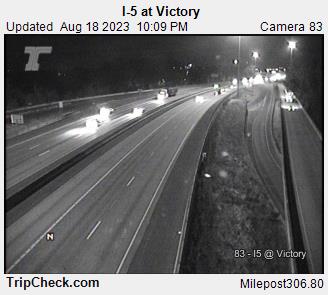 I-5 at Victory
Updated Aug 18 2023 10:09 PM Camera 83
T
N
83 - I5 @ Victory
TripCheck.com Milepost306.80